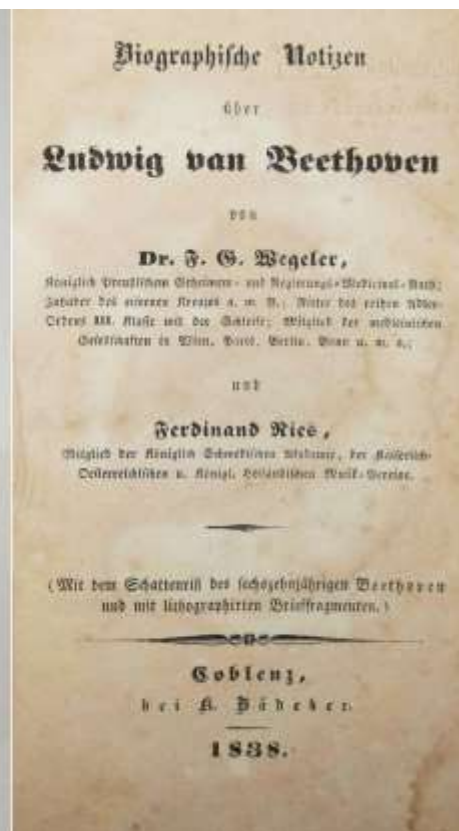 Biographische Notizen
über
Ludwig van Beethoven
von
Dr. F. G. Wegeler,
Königlich Preußischem Geheimen- und Regierungs-Medicinal-Rath;
Inhaber des eisernen Kreuzes a. w. B.; Ritter des rothen Adler-
Ordens III. Klasse mit der Schleife; Mitglied der medicinischen
Gesellschaften in Wien, Paris, Berlin, Bonn u. m. a.;
und
Ferdinand Ries,
Mitglied der Königlich Schwedischen Akademie, der Kaiserlich-
Oesterreichischen u. Königl. Holländischen Musik-Vereine.
(Mit dem Schattenriß des sechszehnjährigen Beethoven
und mit lithographirten Brieffragmenten.)
Coblenz,
bei K. Bädeker.
1838.